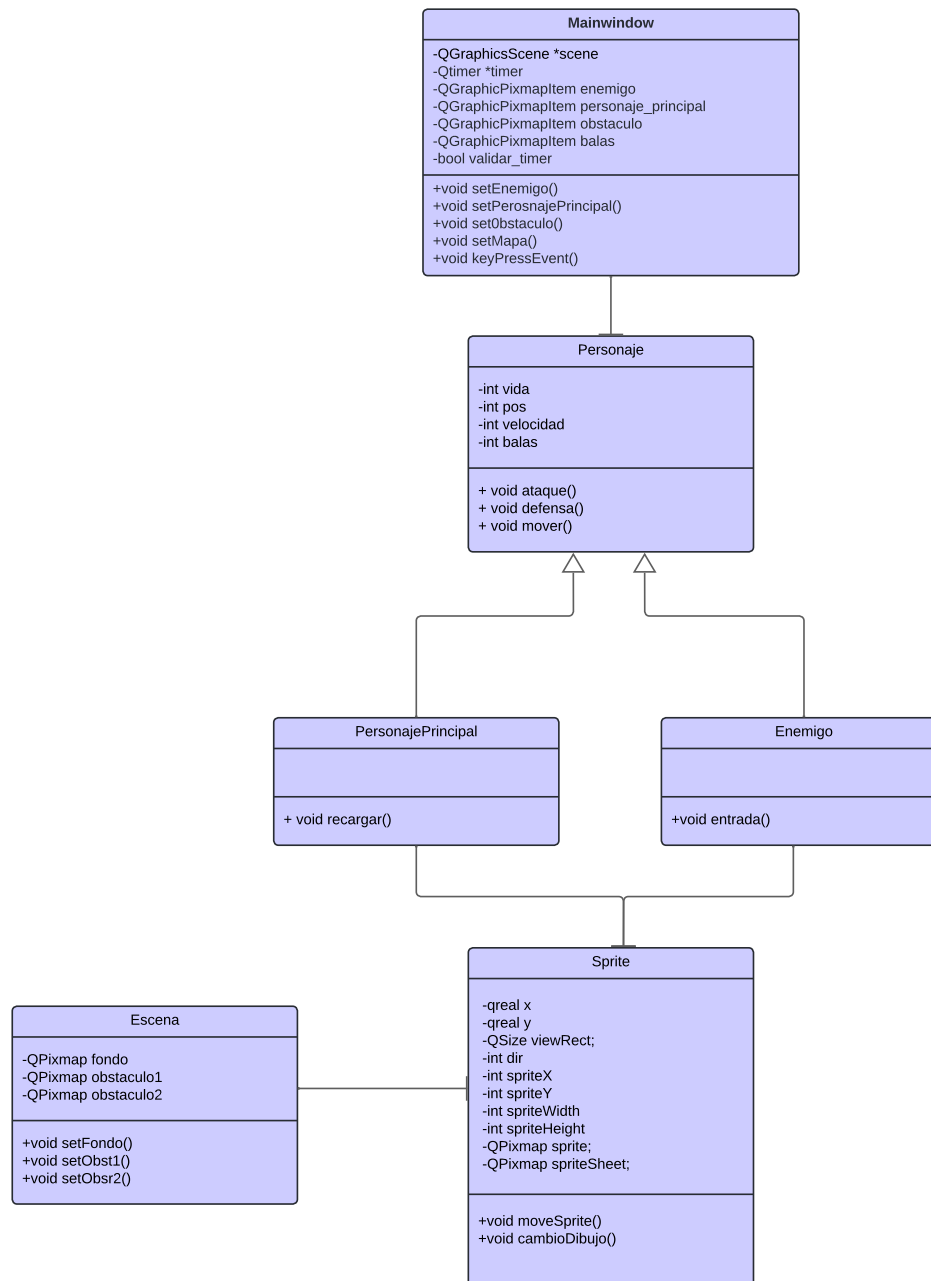 Mainwindow
-QGraphicsScene *scene
-Qtimer *timer
-QGraphicPixmapItem enemigo
-QGraphicPixmapItem personaje_principal
-QGraphicPixmapItem obstaculo
-QGraphicPixmapItem balas
-bool validar_timer
+void setEnemigo()
+void setPerosnajePrincipal()
+void set0bstaculo()
+void setMapa()
+void keyPressEvent()
Personaje
-int vida
-int pos
-int velocidad
-int balas
+ void ataque()
+ void defensa()
+ void mover()
PersonajePrincipal
+ void recargar()
Enemigo
+void entrada()
Sprite
-qreal x
-qreal y
-QSize viewRect;
-int dir
-int spriteX
-int spriteY
-int spriteWidth
-int spriteHeight
-QPixmap sprite;
-QPixmap spriteSheet;
+void moveSprite()
+void cambioDibujo()
Escena
-QPixmap fondo
-QPixmap obstaculo1
-QPixmap obstaculo2
+void setFondo()
+void setObst1()
+void setObsr2()